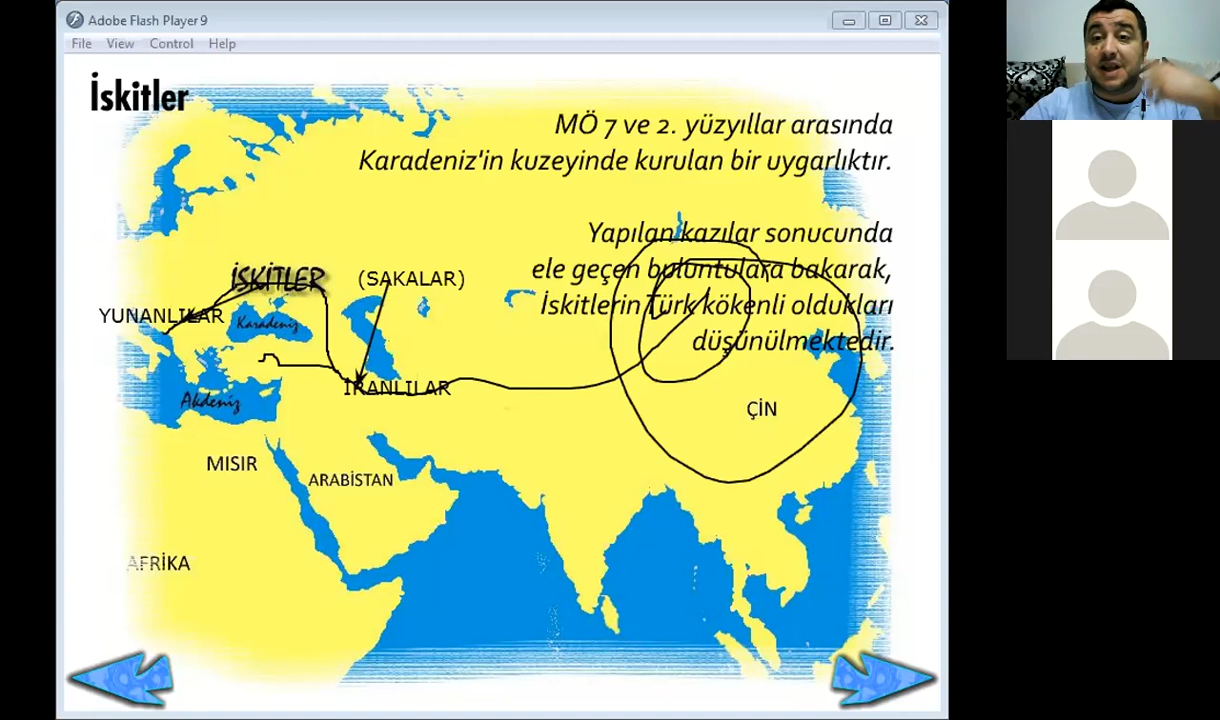 Adobe Flash Player 9
File View Control Help
İskitler
MÖ 7 ve 2. yüzyıllar arasında
Karadeniz'in kuzeyinde kurulan bir uygarlıktır.
Yapılan kazılar sonucunda
ele geçen buluntulara bakarak,
İskitlerin Türk kökenli oldukları
düşünülmektedir.
İSKİTLER (SAKALAR)
YUNANLILAR
Karadeniz
İRANLILAR
Akdeniz
ÇİN
MISIR
ARABİSTAN
AFRİKA